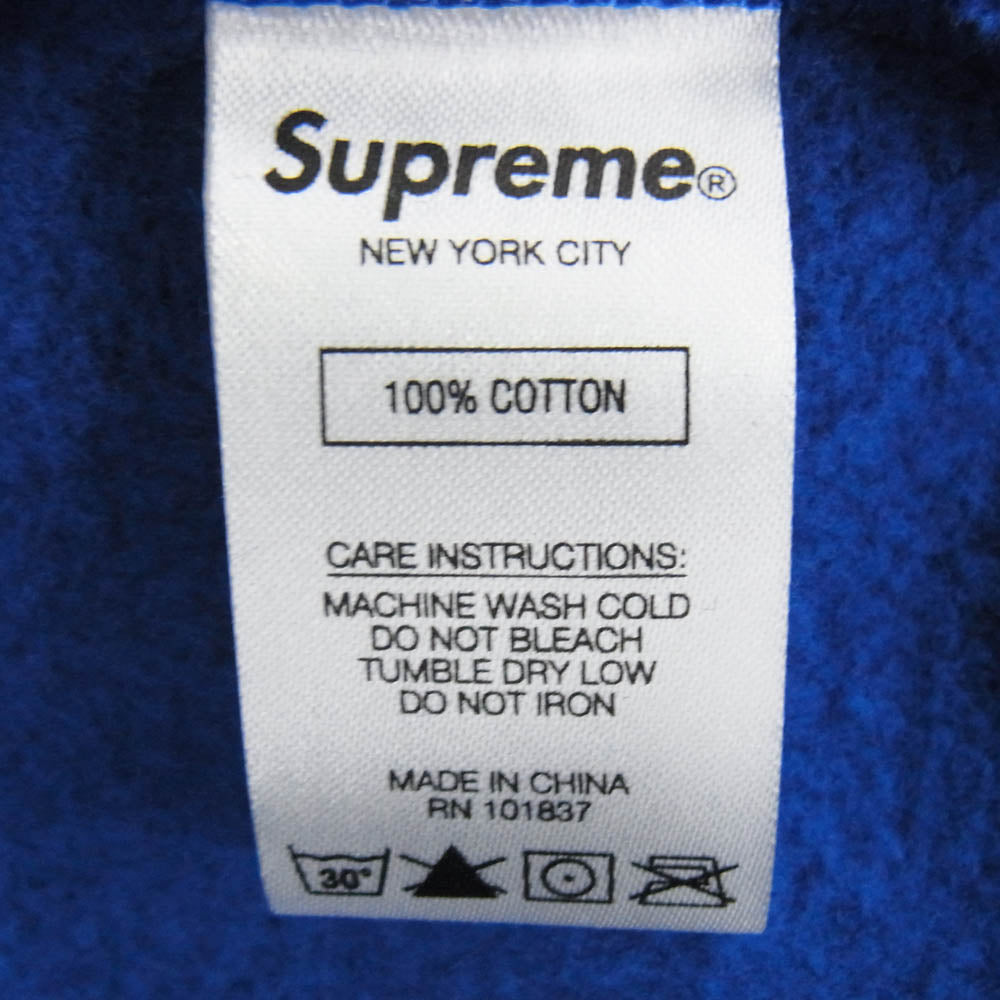 Supreme®
NEW YORK CITY
100% COTTON
CARE INSTRUCTIONS:
MACHINE WASH COLD
DO NOT BLEACH
TUMBLE DRY LOW
DO NOT IRON
MADE IN CHINA
RN 101837
30°